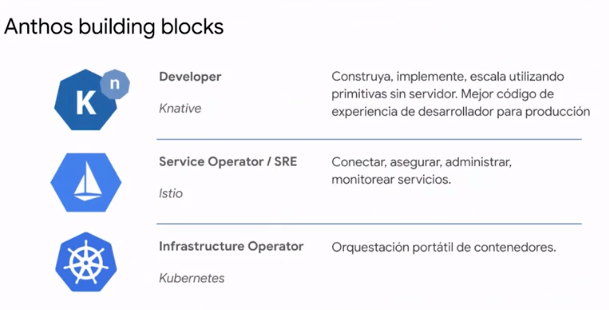 Anthos building blocks
K n
Developer
Knative
Construya, implemente, escala utilizando
primitivas sin servidor. Mejor código de
experiencia de desarrollador para producción
Service Operator / SRE
Istio
Conectar, asegurar, administrar,
monitorear servicios.
Infrastructure Operator
Kubernetes
Orquestación portátil de contenedores.